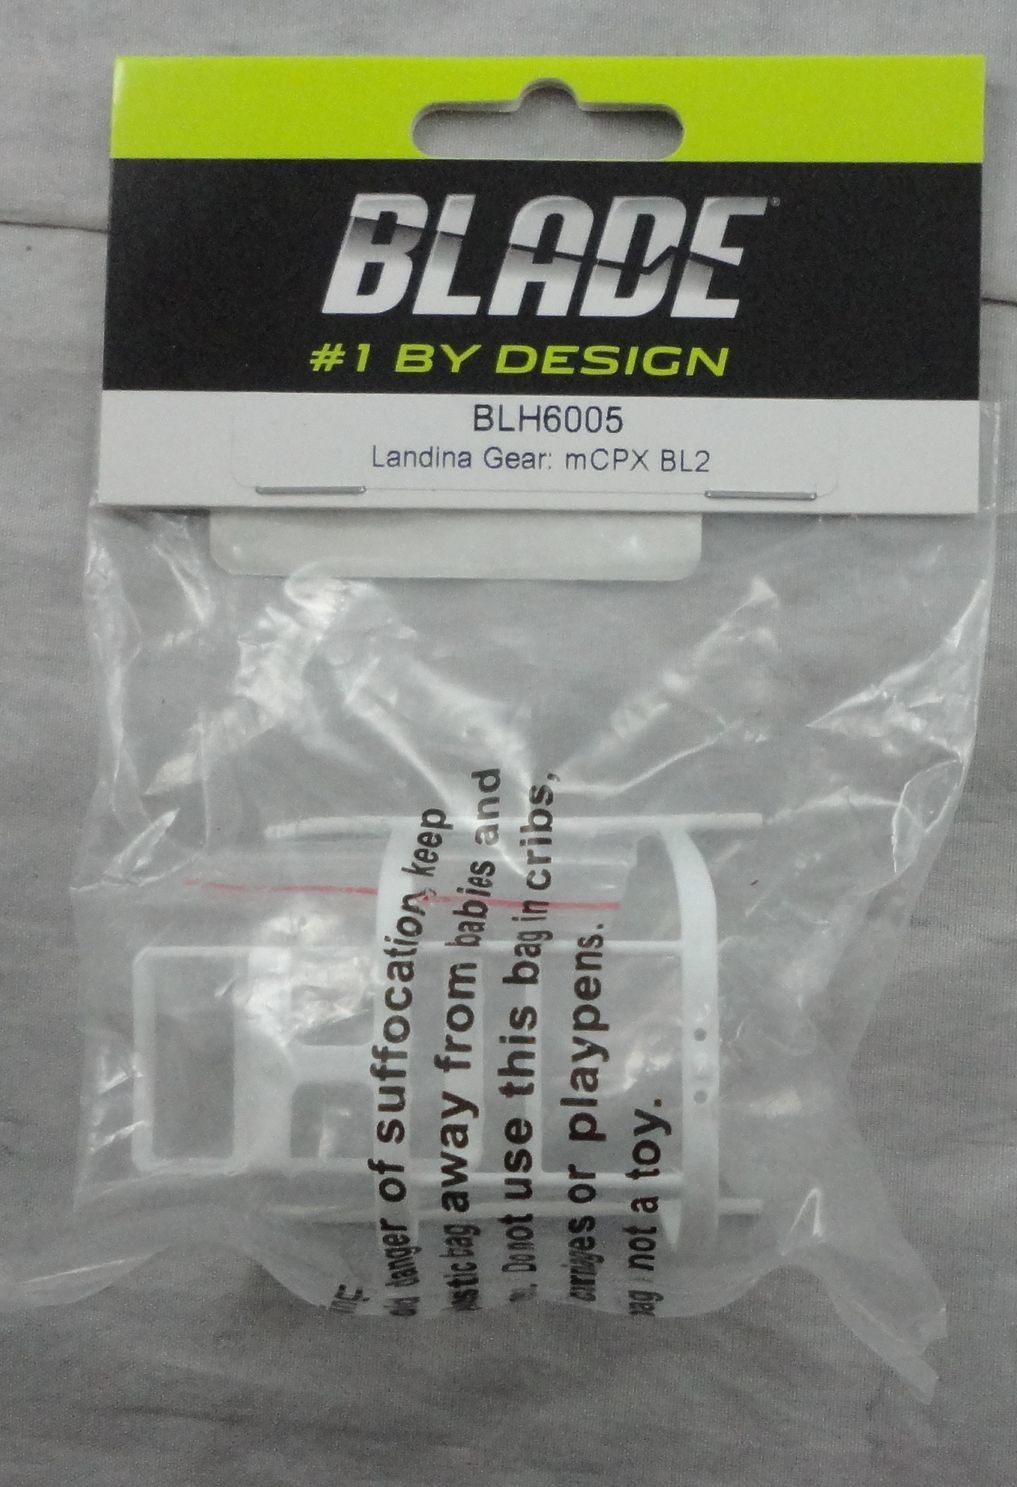 BLADE®
#1 BY DESIGN
BLH6005
Landina Gear: mCPX BL2
danger of suffocation keep
bag away from babies and
Do not use this bag in cribs,
or playpens.
bag not a toy.